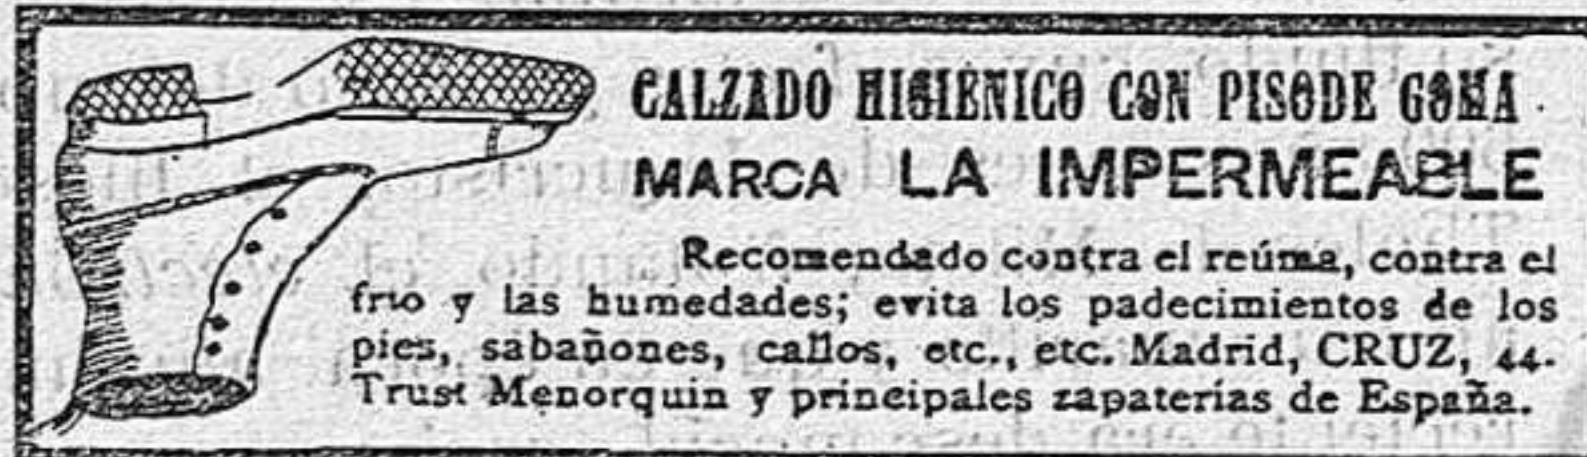 CALZADO HIGIENICO CON PISODE GOMA
MARCA LA IMPERMEABLE
Recomendado contra el reúma, contra el
frio y las humedades; evita los padecimientos de los
pies, sabañones, callos, etc., etc. Madrid, CRUZ, 44.
Trust Menorquin y principales zapaterías de España.